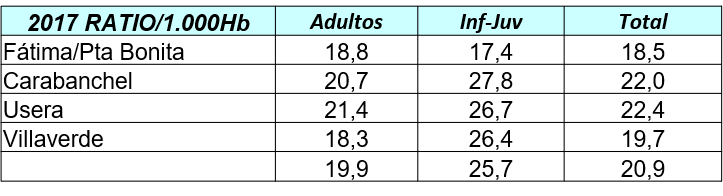 2017 RATIO/1.000Hb Adultos Inf-Juv Total
Fátima/Pta Bonita 18,8 17,4 18,5
Carabanchel 20,7 27,8 22,0
Usera 21,4 26,7 22,4
Villaverde 18,3 26,4 19,7
19,9 25,7 20,9